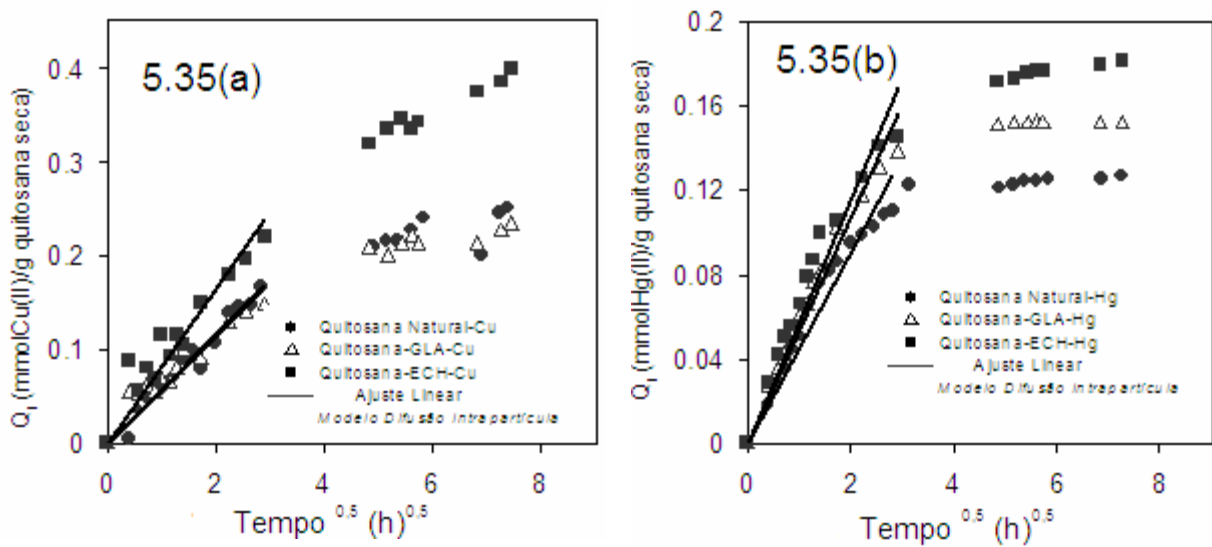 5.35(a)
Q_t (mmolCu(II)/g quitosana seca)
0.4
0.3
0.2
0.1
0
Quitosana Natural-Cu
Quitosana-GLA-Cu
Quitosana-ECH-Cu
Ajuste Linear
Modelo Difusão Intrapartícula
0 2 4 6 8
Tempo ^0,5 (h)^0,5
5.35(b)
Q_t (mmolHg(II)/g quitosana seca)
0.2
0.16
0.12
0.08
0.04
0
Quitosana Natural-Hg
Quitosana-GLA-Hg
Quitosana-ECH-Hg
Ajuste Linear
Modelo Difusão Intrapartícula
0 2 4 6 8
Tempo ^0,5 (h)^0,5